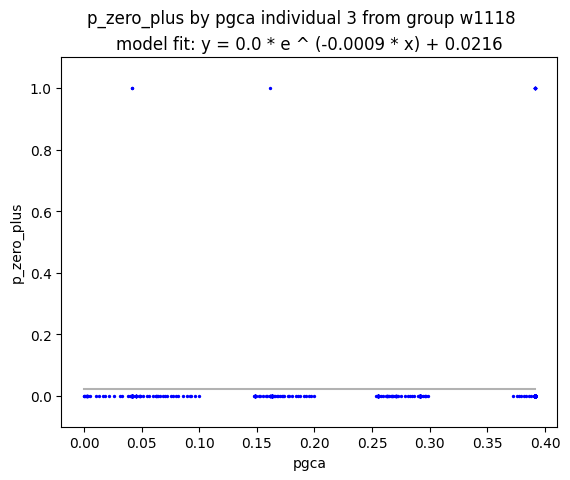 p_zero_plus by pgca individual 3 from group w1118
model fit: y = 0.0 * e ^ (-0.0009 * x) + 0.0216
1.0
0.8
0.6
0.4
0.2
0.0
p_zero_plus
0.00 0.05 0.10 0.15 0.20 0.25 0.30 0.35 0.40
pgca